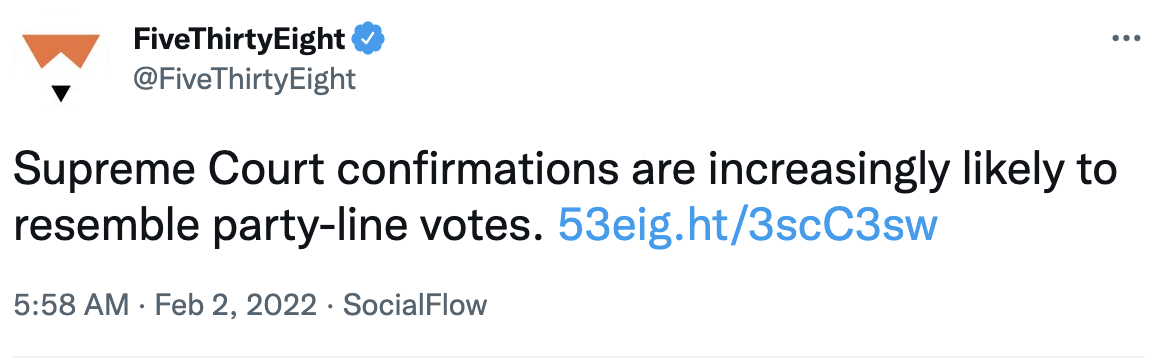 FiveThirtyEight
@FiveThirtyEight
Supreme Court confirmations are increasingly likely to
resemble party-line votes. 53eig.ht/3scC3sw
5:58 AM · Feb 2, 2022 · SocialFlow